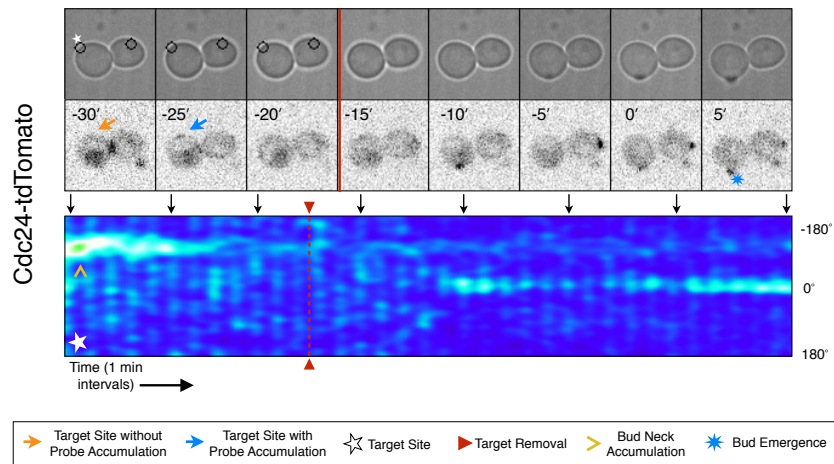 Cdc24-tdTomato
-30′ -25′ -20′ -15′ -10′ -5′ 0′ 5′
-180˚
0˚
180˚
Time (1 min
intervals)
Target Site without
Probe Accumulation
Target Site with
Probe Accumulation
Target Site
Target Removal
Bud Neck
Accumulation
Bud Emergence